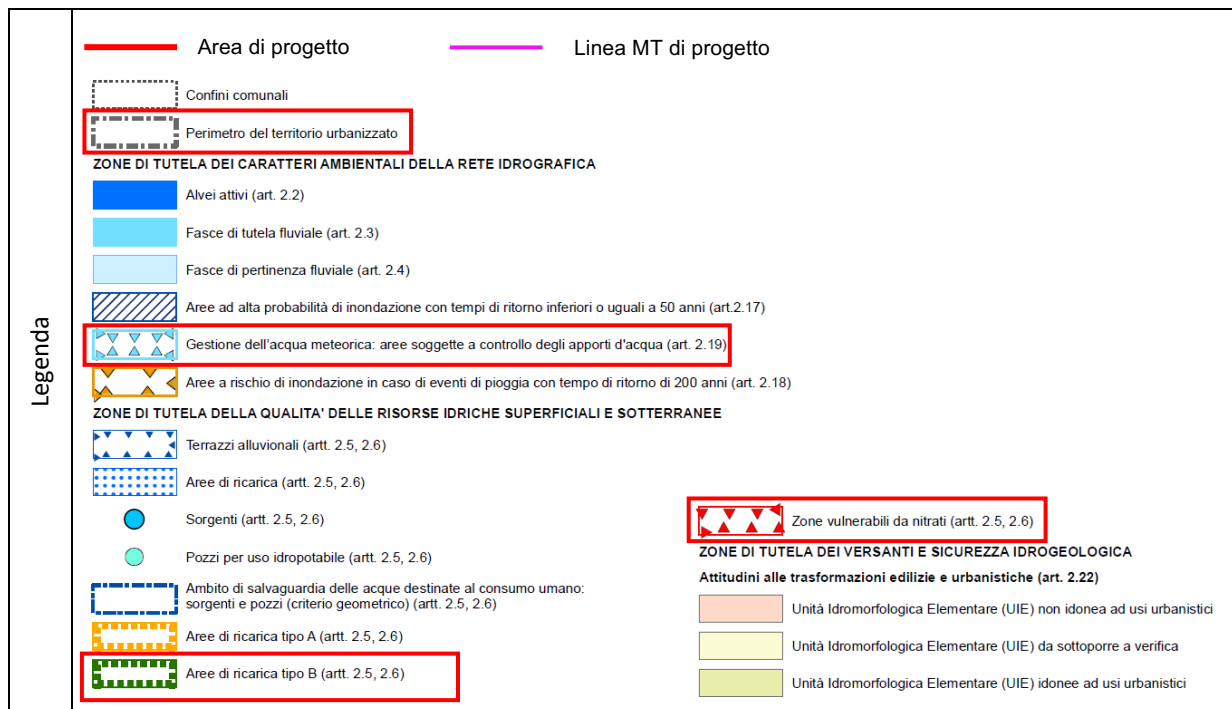 Legenda
Area di progetto
Linea MT di progetto
Confini comunali
Perimetro del territorio urbanizzato
ZONE DI TUTELA DEI CARATTERI AMBIENTALI DELLA RETE IDROGRAFICA
Alvei attivi (art. 2.2)
Fasce di tutela fluviale (art. 2.3)
Fasce di pertinenza fluviale (art. 2.4)
Aree ad alta probabilità di inondazione con tempi di ritorno inferiori o uguali a 50 anni (art.2.17)
Gestione dell'acqua meteorica: aree soggette a controllo degli apporti d'acqua (art. 2.19)
Aree a rischio di inondazione in caso di eventi di pioggia con tempo di ritorno di 200 anni (art. 2.18)
ZONE DI TUTELA DELLA QUALITA' DELLE RISORSE IDRICHE SUPERFICIALI E SOTTERRANEE
Terrazzi alluvionali (artt. 2.5, 2.6)
Aree di ricarica (artt. 2.5, 2.6)
Sorgenti (artt. 2.5, 2.6)
Pozzi per uso idropotabile (artt. 2.5, 2.6)
Ambito di salvaguardia delle acque destinate al consumo umano:
sorgenti e pozzi (criterio geometrico) (artt. 2.5, 2.6)
Aree di ricarica tipo A (artt. 2.5, 2.6)
Aree di ricarica tipo B (artt. 2.5, 2.6)
Zone vulnerabili da nitrati (artt. 2.5, 2.6)
ZONE DI TUTELA DEI VERSANTI E SICUREZZA IDROGEOLOGICA
Attitudini alle trasformazioni edilizie e urbanistiche (art. 2.22)
Unità Idromorfologica Elementare (UIE) non idonea ad usi urbanistici
Unità Idromorfologica Elementare (UIE) da sottoporre a verifica
Unità Idromorfologica Elementare (UIE) idonee ad usi urbanistici